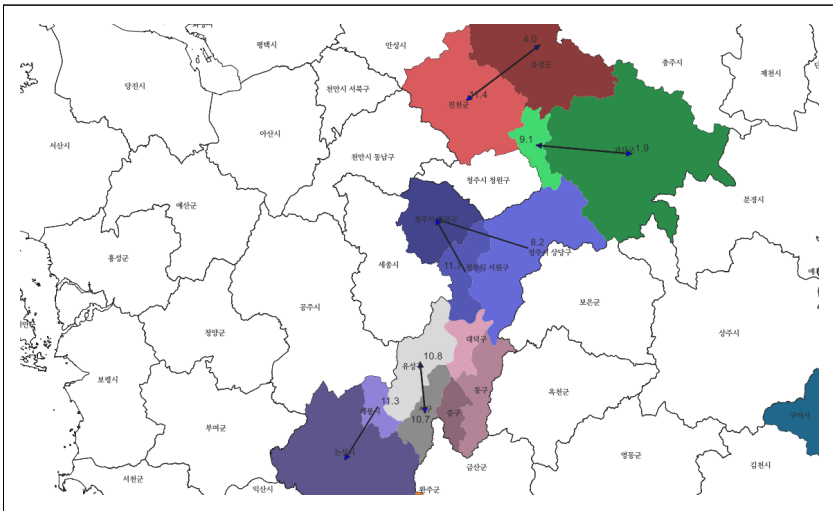 평택시
안성시
4.0
음성군
충주시
제천시
당진시
천안시 서북구
진천군
11.4
아산시
서산시
천안시 동남구
9.1
괴산군
1.9
청주시 청원구
예산군
문경시
청주시 흥덕구
8.2
청주시 상당구
홍성군
세종시
11.7
청주시 서원구
공주시
보은군
청양군
상주시
대덕구
유성구
10.8
보령시
동구
옥천군
11.3
계룡시
서구
10.7
중구
구미시
부여군
논산시
영동군
김천시
금산군
서천군
익산시
완주군